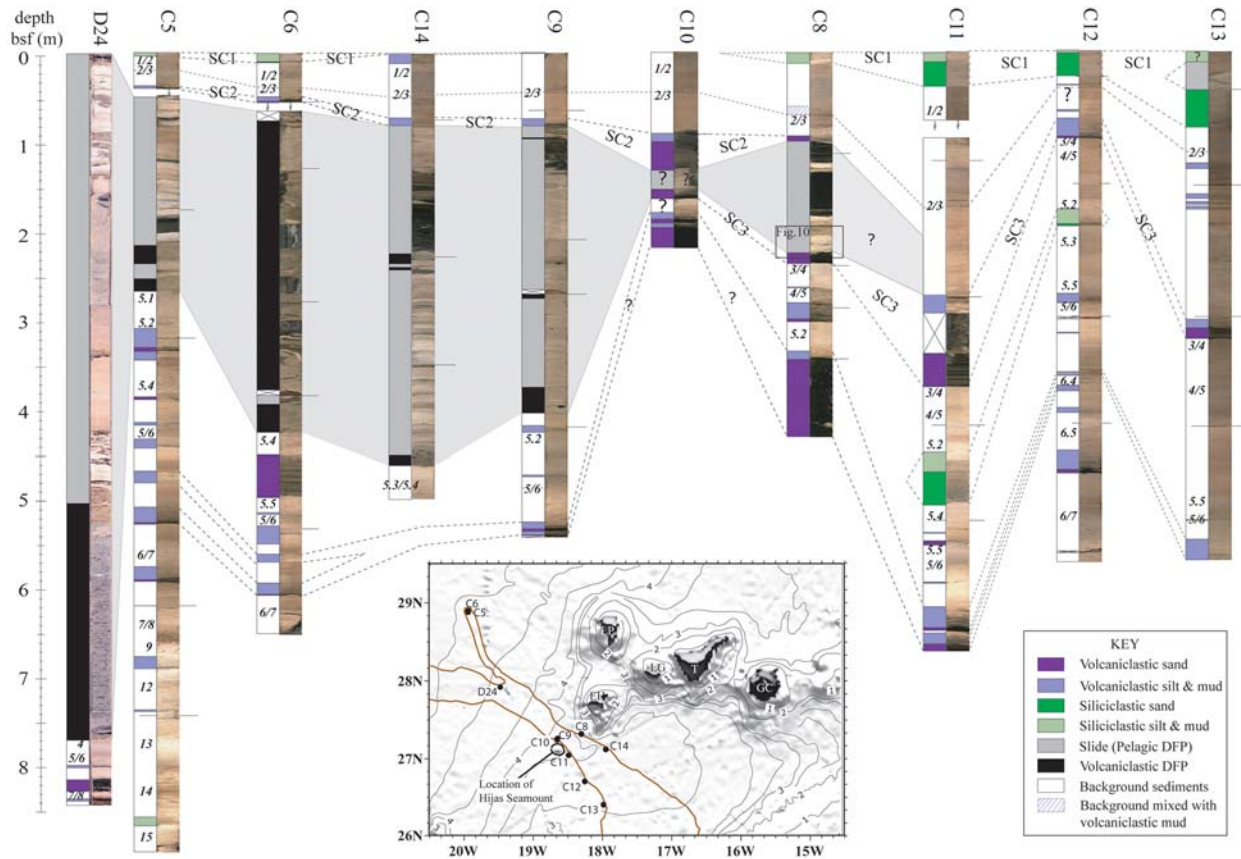 depth
bsf (m)
D24
C5
C6
C14
C9
C10
C8
C11
C12
C13
0
1
2
3
4
5
6
7
8
4
5/6
7/8
1/2
2/3
5.1
5.2
5.4
5/6
6/7
7/8
9
12
13
14
15
SC1
SC2
1/2
2/3
5.4
5.5
5/6
6/7
SC1
SC2
1/2
2/3
5.3/5.4
SC2
2/3
5.2
5/6
SC2
1/2
2/3
?
?
?
?
?
SC2
SC3
2/3
Fig.10
3/4
4/5
5.2
SC1
?
SC3
1/2
2/3
3/4
4/5
5.2
5.4
5.5
5/6
SC1
SC3
?
3/4
4/5
5.2
5.3
5.5
5/6
6.4
6.5
6/7
SC1
SC3
?
2/3
3/4
4/5
5.5
5/6
29N
28N
27N
26N
20W
19W
18W
17W
16W
15W
C6
C5
D24
C8
C9
C10
C14
C11
C12
C13
LG
T
GC
Location of
Hijas Seamount
KEY
Volcaniclastic sand
Volcaniclastic silt & mud
Siliciclastic sand
Siliciclastic silt & mud
Slide (Pelagic DFP)
Volcaniclastic DFP
Background sediments
Background mixed with
volcaniclastic mud